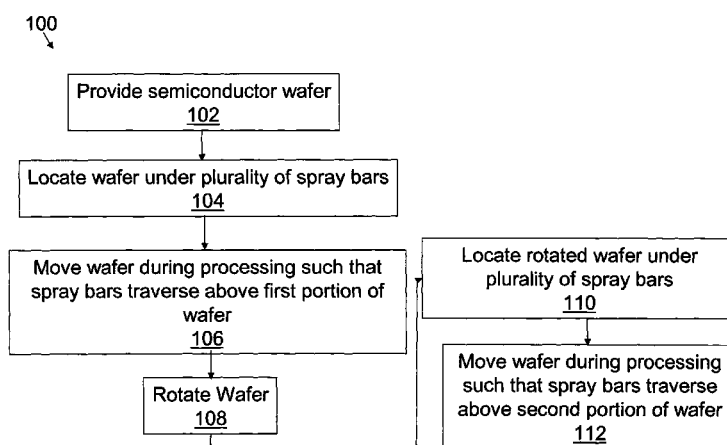 100
Provide semiconductor wafer
102
Locate wafer under plurality of spray bars
104
Move wafer during processing such that
spray bars traverse above first portion of
wafer
106
Rotate Wafer
108
Locate rotated wafer under
plurality of spray bars
110
Move wafer during processing
such that spray bars traverse
above second portion of wafer
112